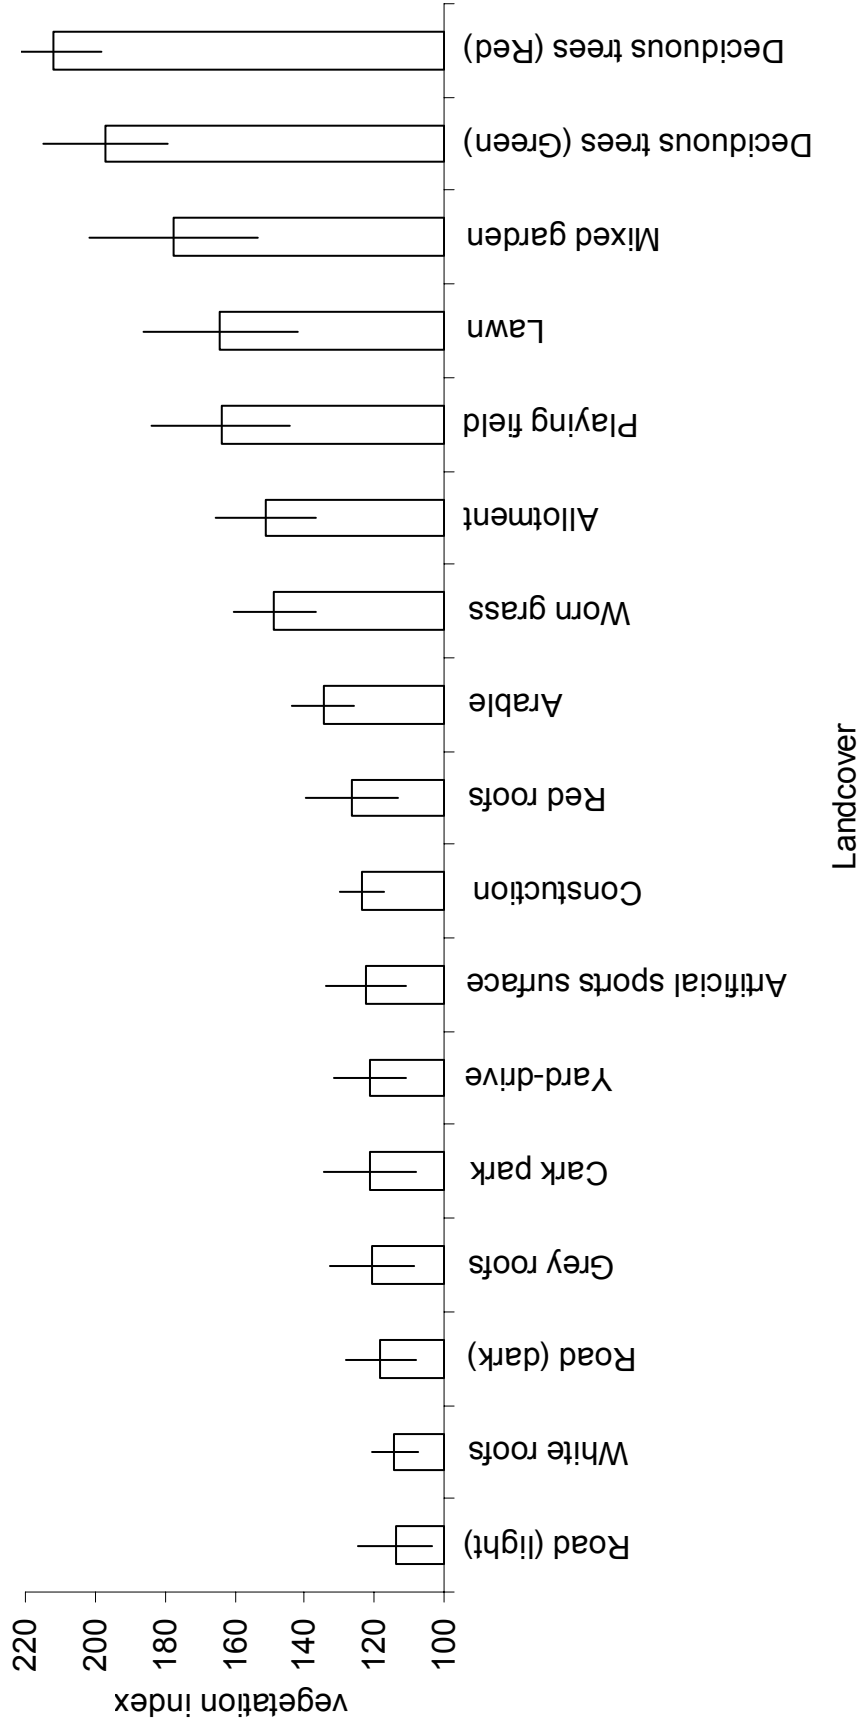 vegetation index
220
200
180
160
140
120
100
Road (light)
White roofs
Road (dark)
Grey roofs
Cark park
Yard-drive
Artificial sports surface
Constuction
Red roofs
Arable
Worn grass
Allotment
Playing field
Lawn
Mixed garden
Deciduous trees (Green)
Deciduous trees (Red)
Landcover